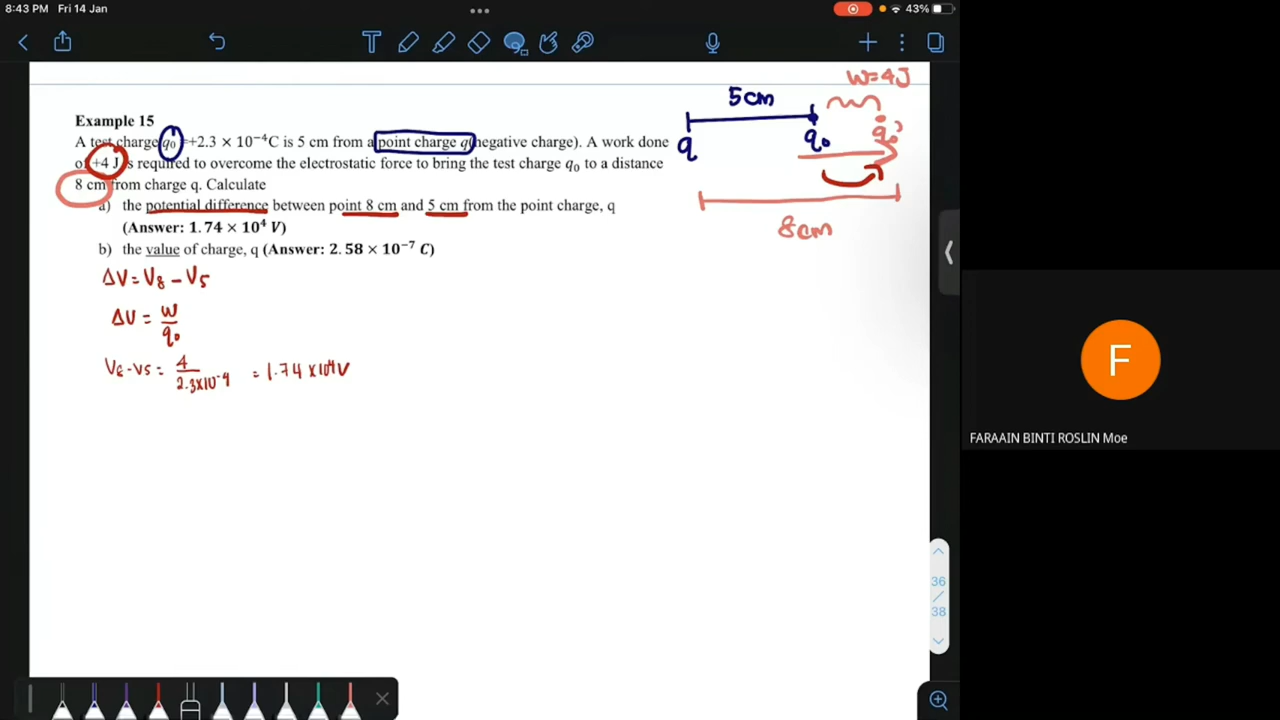 8:43 PM Fri 14 Jan
43%
W=4J
5cm
Example 15
A test charge q₀ = +2.3 × 10⁻⁴C is 5 cm from a point charge q (negative charge). A work done
q q₀ q₀'
of +4 J is required to overcome the electrostatic force to bring the test charge q₀ to a distance
8 cm from charge q. Calculate
a) the potential difference between point 8 cm and 5 cm from the point charge, q
(Answer: 1.74 × 10⁴ V)
8cm
b) the value of charge, q (Answer: 2.58 × 10⁻⁷ C)
ΔV = V₈ - V₅
ΔV = W/q₀
V₈ - V₅ = 4/2.3×10⁻⁴ = 1.74 ×10⁴V
F
FARAAIN BINTI ROSLIN Moe
36
/
38